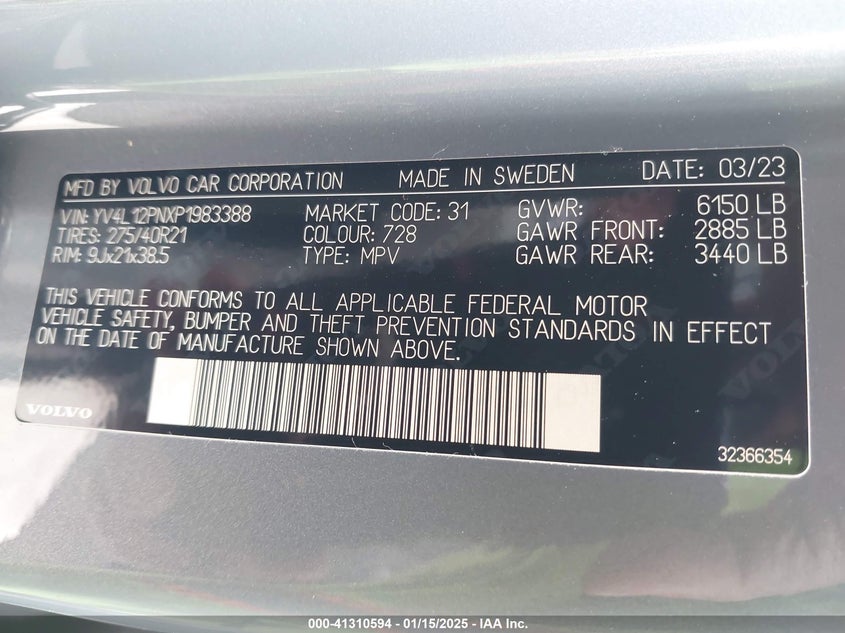 MFD BY VOLVO CAR CORPORATION MADE IN SWEDEN DATE: 03/23
VIN: YV4L12PNXP1983388 MARKET CODE: 31 GVWR: 6150 LB
TIRES: 275/40R21 COLOUR: 728 GAWR FRONT: 2885 LB
RIM: 9Jx21x38.5 TYPE: MPV GAWR REAR: 3440 LB
THIS VEHICLE CONFORMS TO ALL APPLICABLE FEDERAL MOTOR
VEHICLE SAFETY, BUMPER AND THEFT PREVENTION STANDARDS IN EFFECT
ON THE DATE OF MANUFACTURE SHOWN ABOVE.
VOLVO
32366354
000-41310594 - 01/15/2025 - IAA Inc.